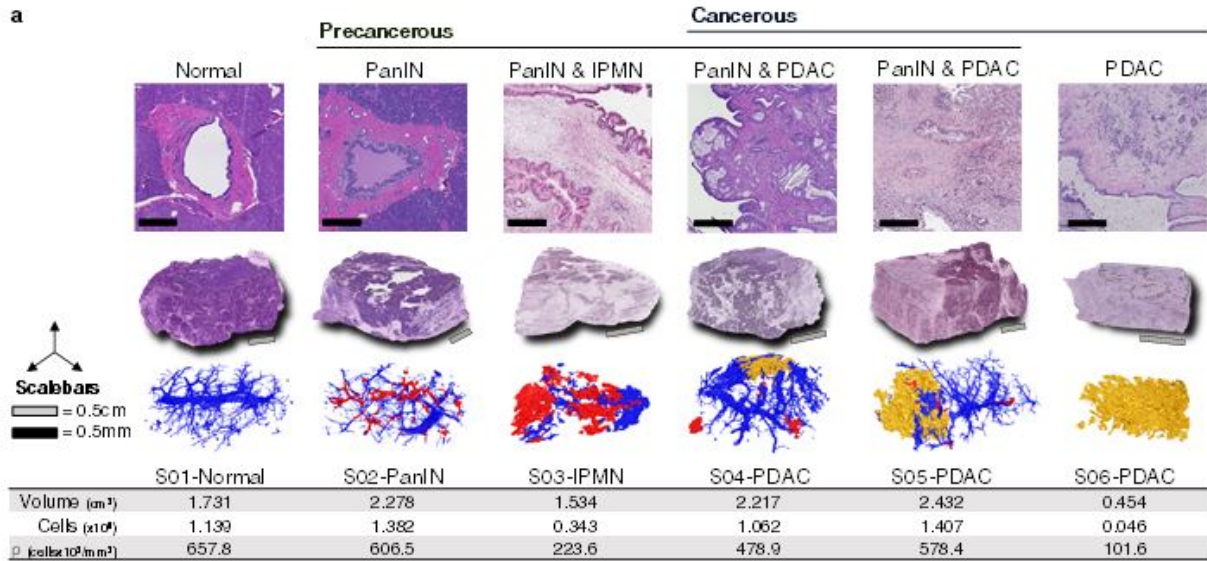 a
Cancerous
Precancerous
Normal PanIN PanIN & IPMN PanIN & PDAC PanIN & PDAC PDAC
Scalebars
= 0.5cm
= 0.5mm
S01-Normal S02-PanIN S03-IPMN S04-PDAC S05-PDAC S06-PDAC
Volume (cm³) 1.731 2.278 1.534 2.217 2.432 0.454
Cells (x10⁸) 1.139 1.382 0.343 1.062 1.407 0.046
ρ (cellsx10³/mm³) 657.8 606.5 223.6 478.9 578.4 101.6